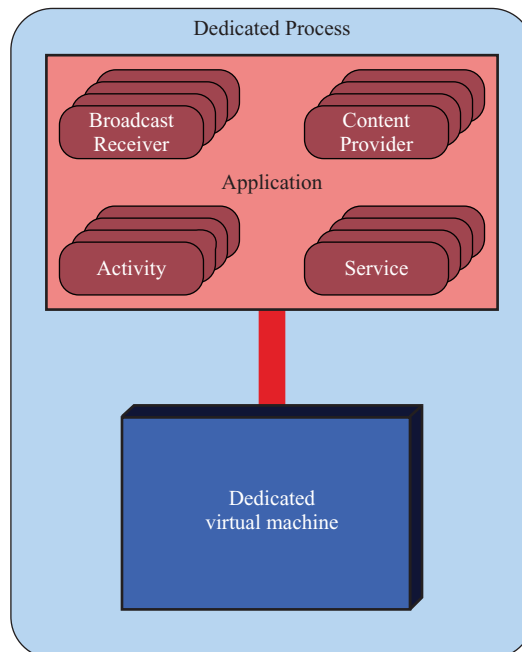 Dedicated Process
Broadcast
Receiver
Content
Provider
Application
Activity
Service
Dedicated
virtual machine